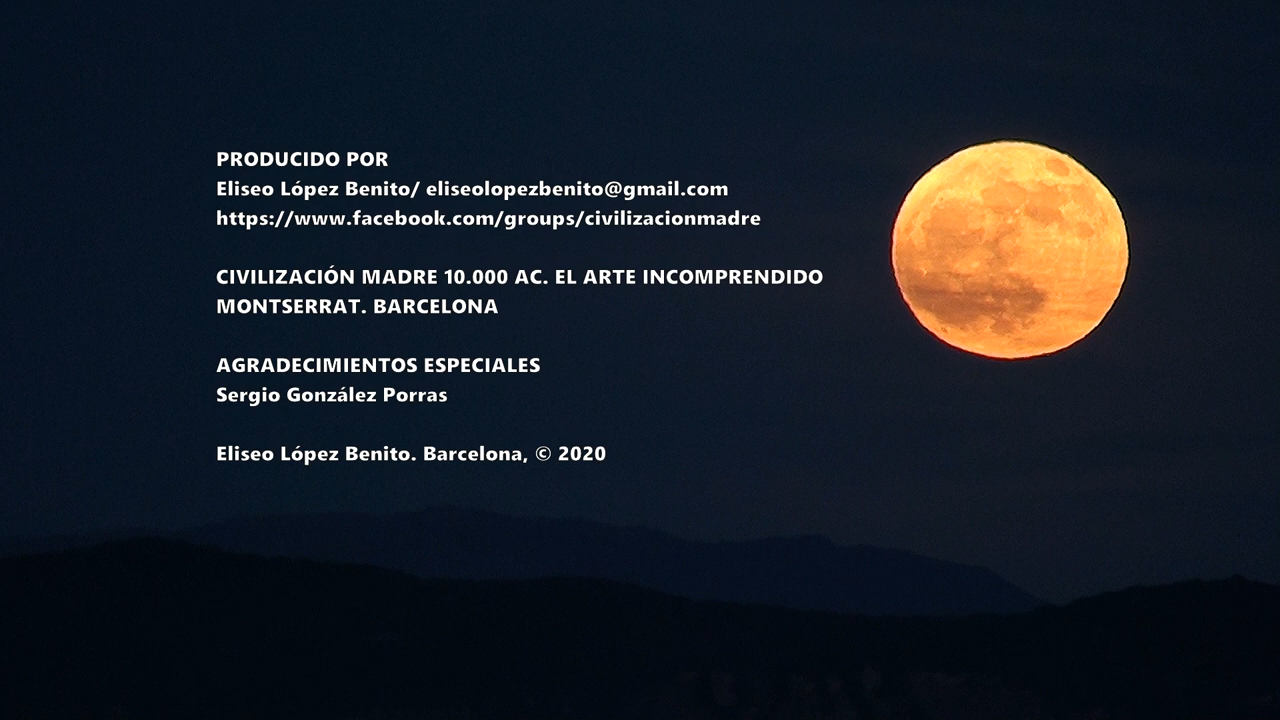 PRODUCIDO POR
Eliseo López Benito/ eliseolopezbenito@gmail.com
https://www.facebook.com/groups/civilizacionmadre
CIVILIZACIÓN MADRE 10.000 AC. EL ARTE INCOMPRENDIDO
MONTSERRAT. BARCELONA
AGRADECIMIENTOS ESPECIALES
Sergio González Porras
Eliseo López Benito. Barcelona, © 2020